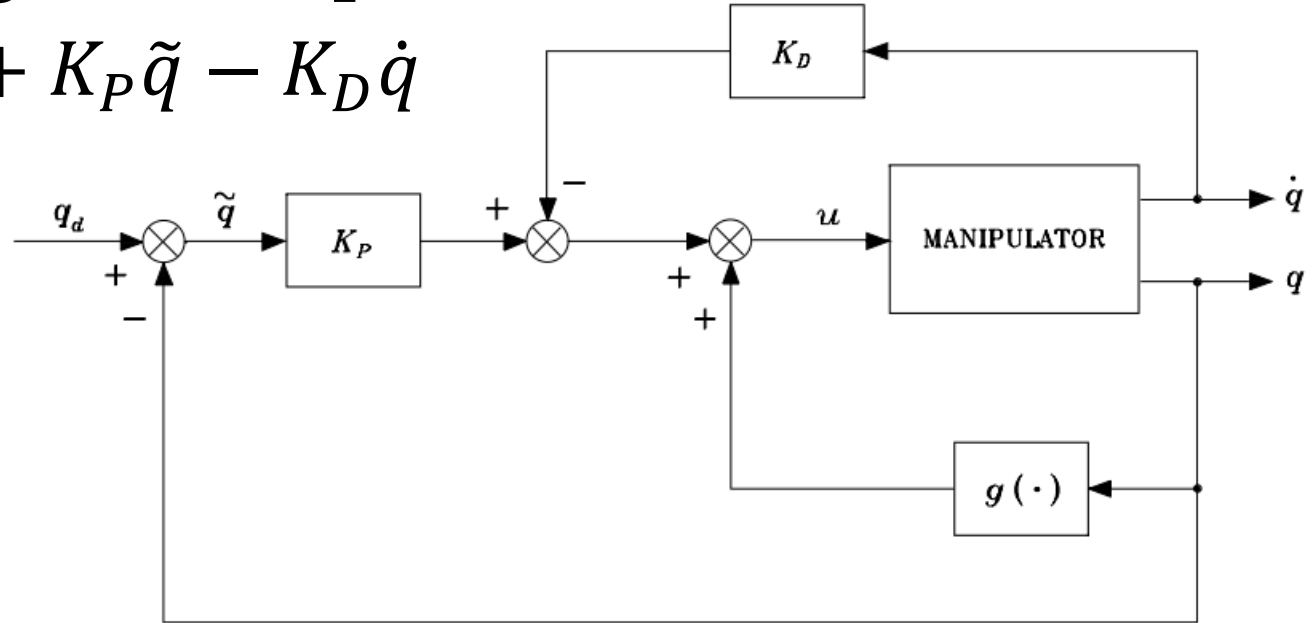 + K_P q̃ − K_D q̇
K_D
q_d
q̃
K_P
+
−
+
−
+
+
u
MANIPULATOR
q̇
q
g (·)